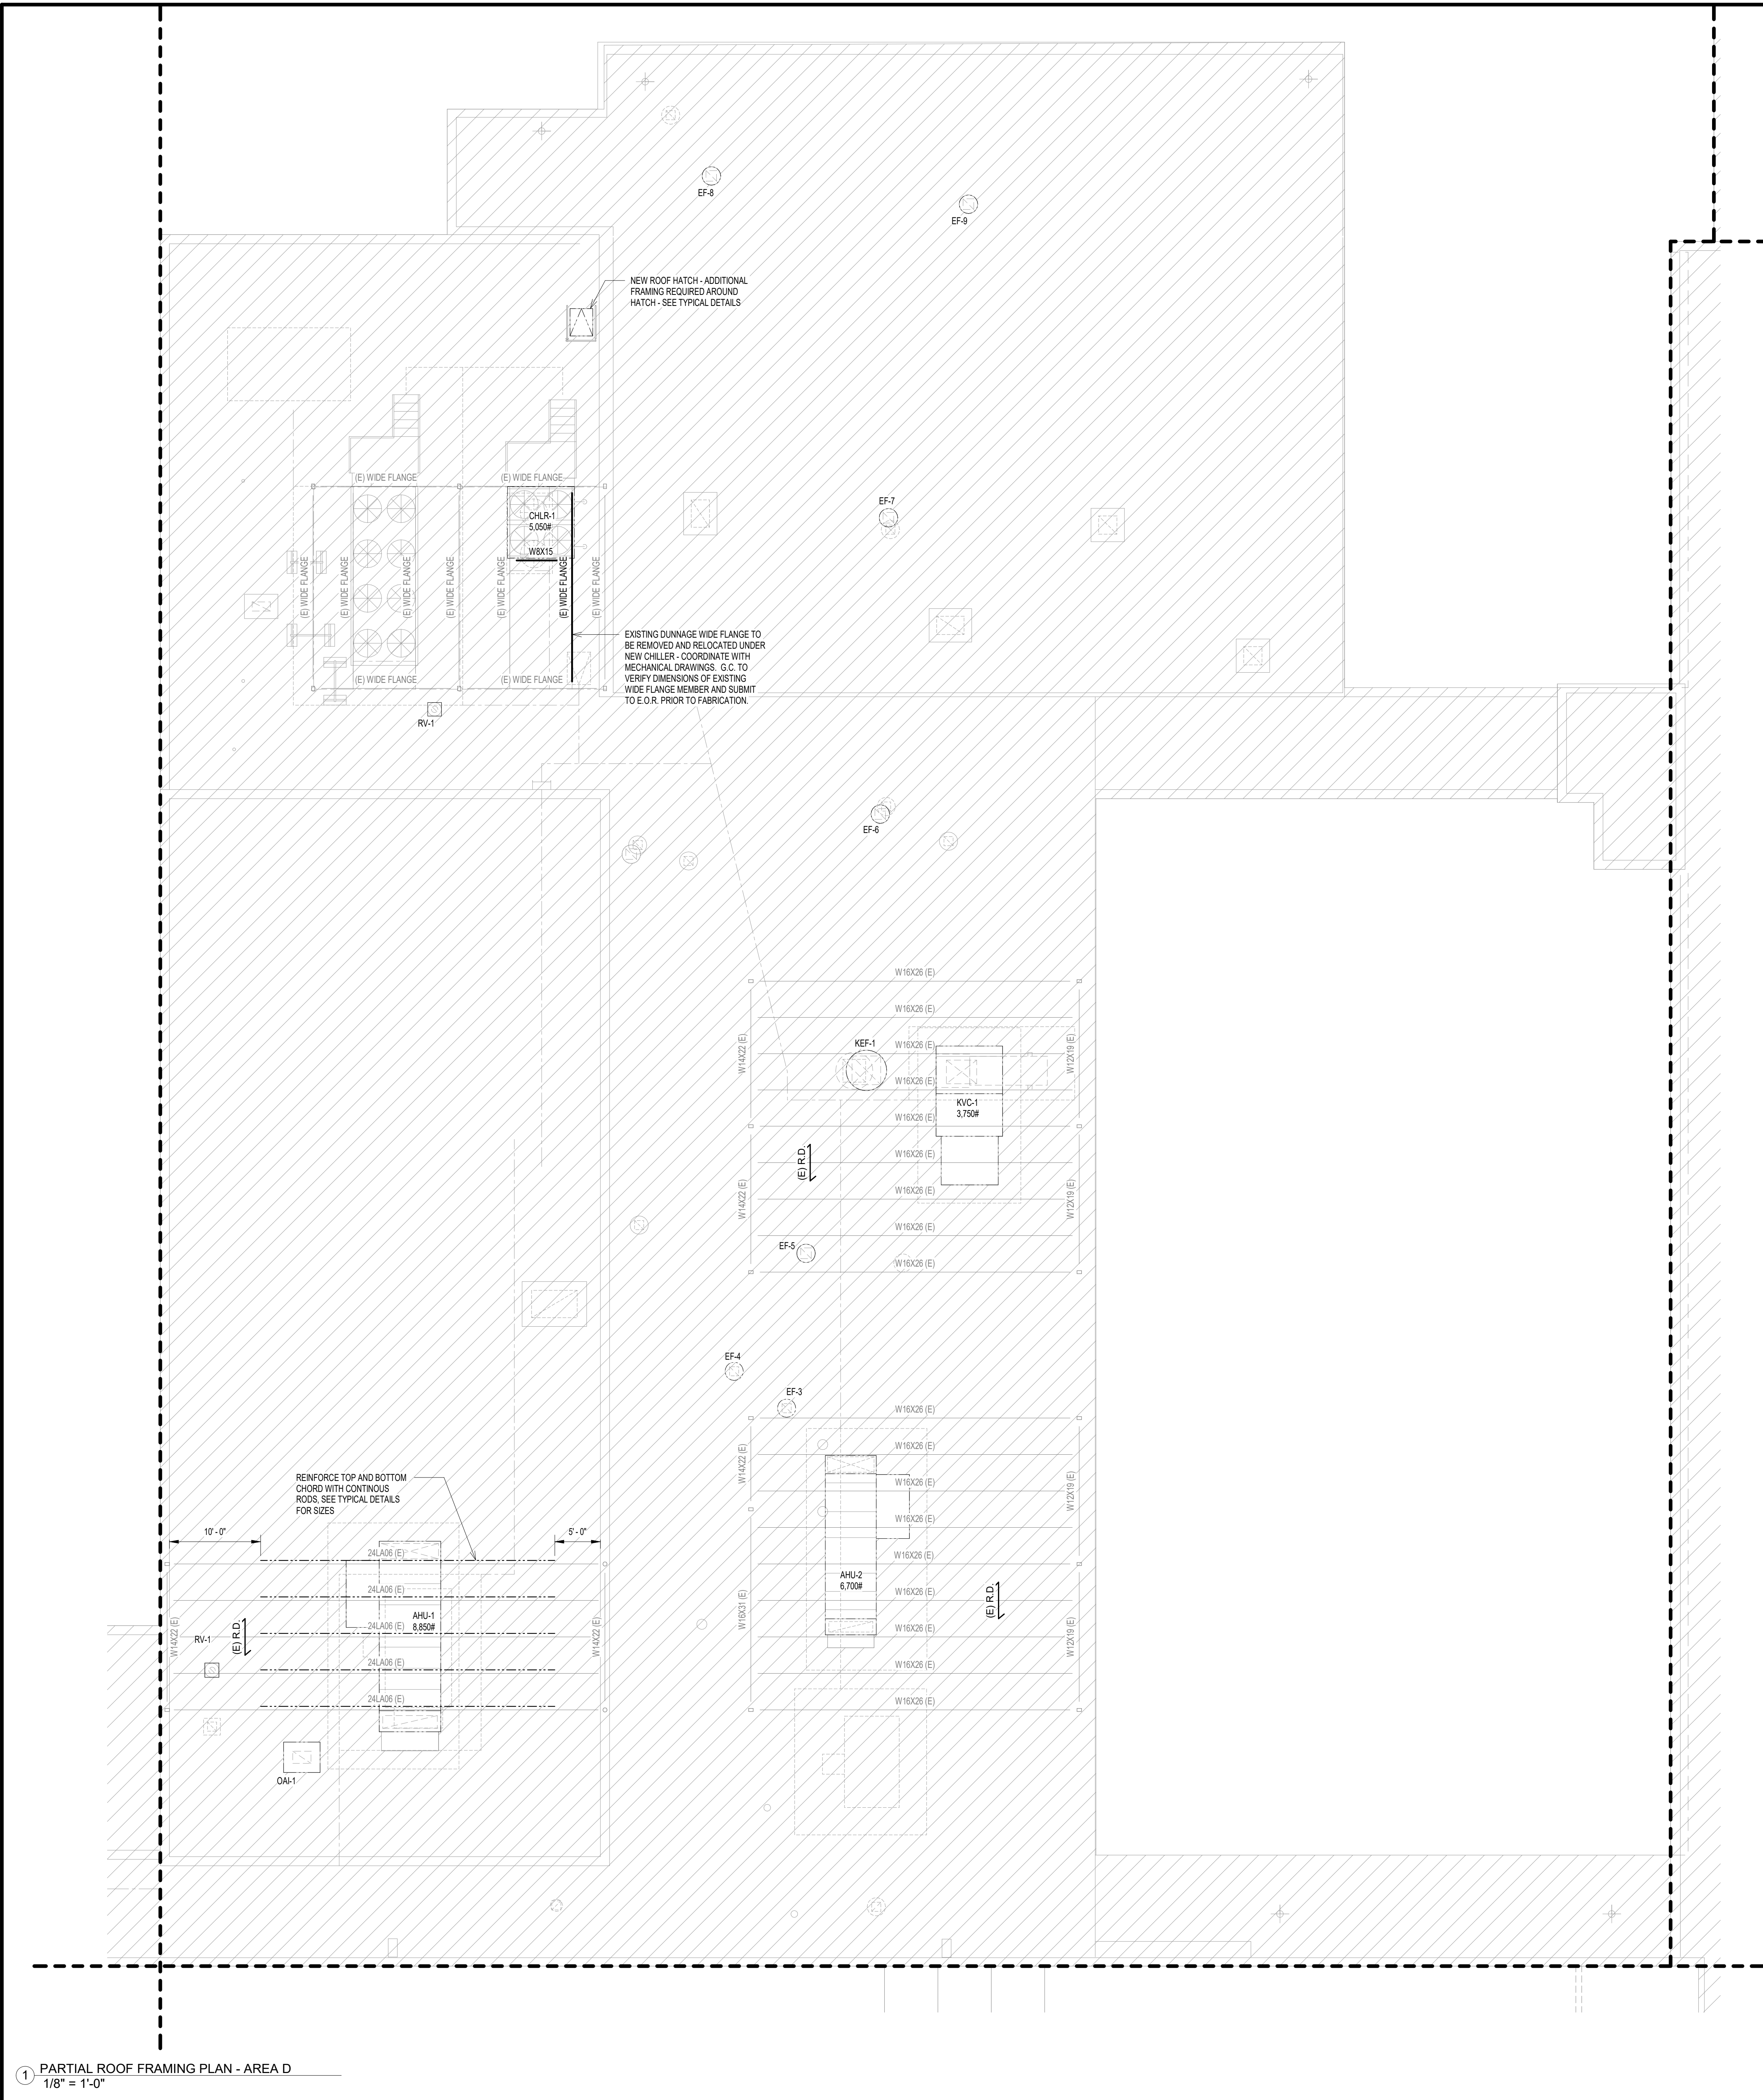 EF-8
EF-9
NEW ROOF HATCH - ADDITIONAL
FRAMING REQUIRED AROUND
HATCH - SEE TYPICAL DETAILS
(E) WIDE FLANGE
(E) WIDE FLANGE
CHLR-1
5,050#
W8X15
EF-7
(E) WIDE FLANGE
(E) WIDE FLANGE
(E) WIDE FLANGE
(E) WIDE FLANGE
(E) WIDE FLANGE
(E) WIDE FLANGE
(E) WIDE FLANGE
EXISTING DUNNAGE WIDE FLANGE TO
BE REMOVED AND RELOCATED UNDER
NEW CHILLER - COORDINATE WITH
MECHANICAL DRAWINGS. G.C. TO
VERIFY DIMENSIONS OF EXISTING
WIDE FLANGE MEMBER AND SUBMIT
TO E.O.R. PRIOR TO FABRICATION.
(E) WIDE FLANGE
(E) WIDE FLANGE
RV-1
EF-6
W16X26 (E)
W16X26 (E)
W16X26 (E)
W16X26 (E)
W16X26 (E)
W16X26 (E)
W16X26 (E)
W16X26 (E)
W16X26 (E)
W14X22 (E)
W14X22 (E)
W12X19 (E)
W12X19 (E)
KEF-1
KVC-1
3,750#
(E) R.D.
EF-5
EF-4
EF-3
W16X26 (E)
W16X26 (E)
W16X26 (E)
W16X26 (E)
W16X26 (E)
W16X26 (E)
W16X26 (E)
W16X26 (E)
W16X26 (E)
W14X22 (E)
W16X31 (E)
W12X19 (E)
W12X19 (E)
AHU-2
6,700#
(E) R.D.
REINFORCE TOP AND BOTTOM
CHORD WITH CONTINOUS
RODS, SEE TYPICAL DETAILS
FOR SIZES
10' - 0"
5' - 0"
24LA06 (E)
24LA06 (E)
24LA06 (E)
24LA06 (E)
24LA06 (E)
AHU-1
8,850#
W14X22 (E)
W14X22 (E)
(E) R.D.
RV-1
OAI-1
1
PARTIAL ROOF FRAMING PLAN - AREA D
1/8" = 1'-0"